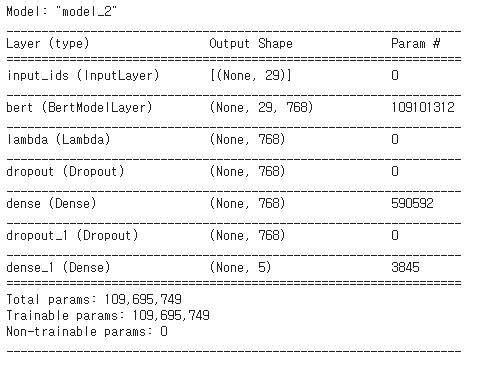 Model: "model_2"
_________________________________________________________________
Layer (type)                 Output Shape              Param #
=================================================================
input_ids (InputLayer)       [(None, 29)]              0
_________________________________________________________________
bert (BertModelLayer)        (None, 29, 768)           109101312
_________________________________________________________________
lambda (Lambda)              (None, 768)               0
_________________________________________________________________
dropout (Dropout)            (None, 768)               0
_________________________________________________________________
dense (Dense)                (None, 768)               590592
_________________________________________________________________
dropout_1 (Dropout)          (None, 768)               0
_________________________________________________________________
dense_1 (Dense)              (None, 5)                 3845
=================================================================
Total params: 109,695,749
Trainable params: 109,695,749
Non-trainable params: 0
_________________________________________________________________